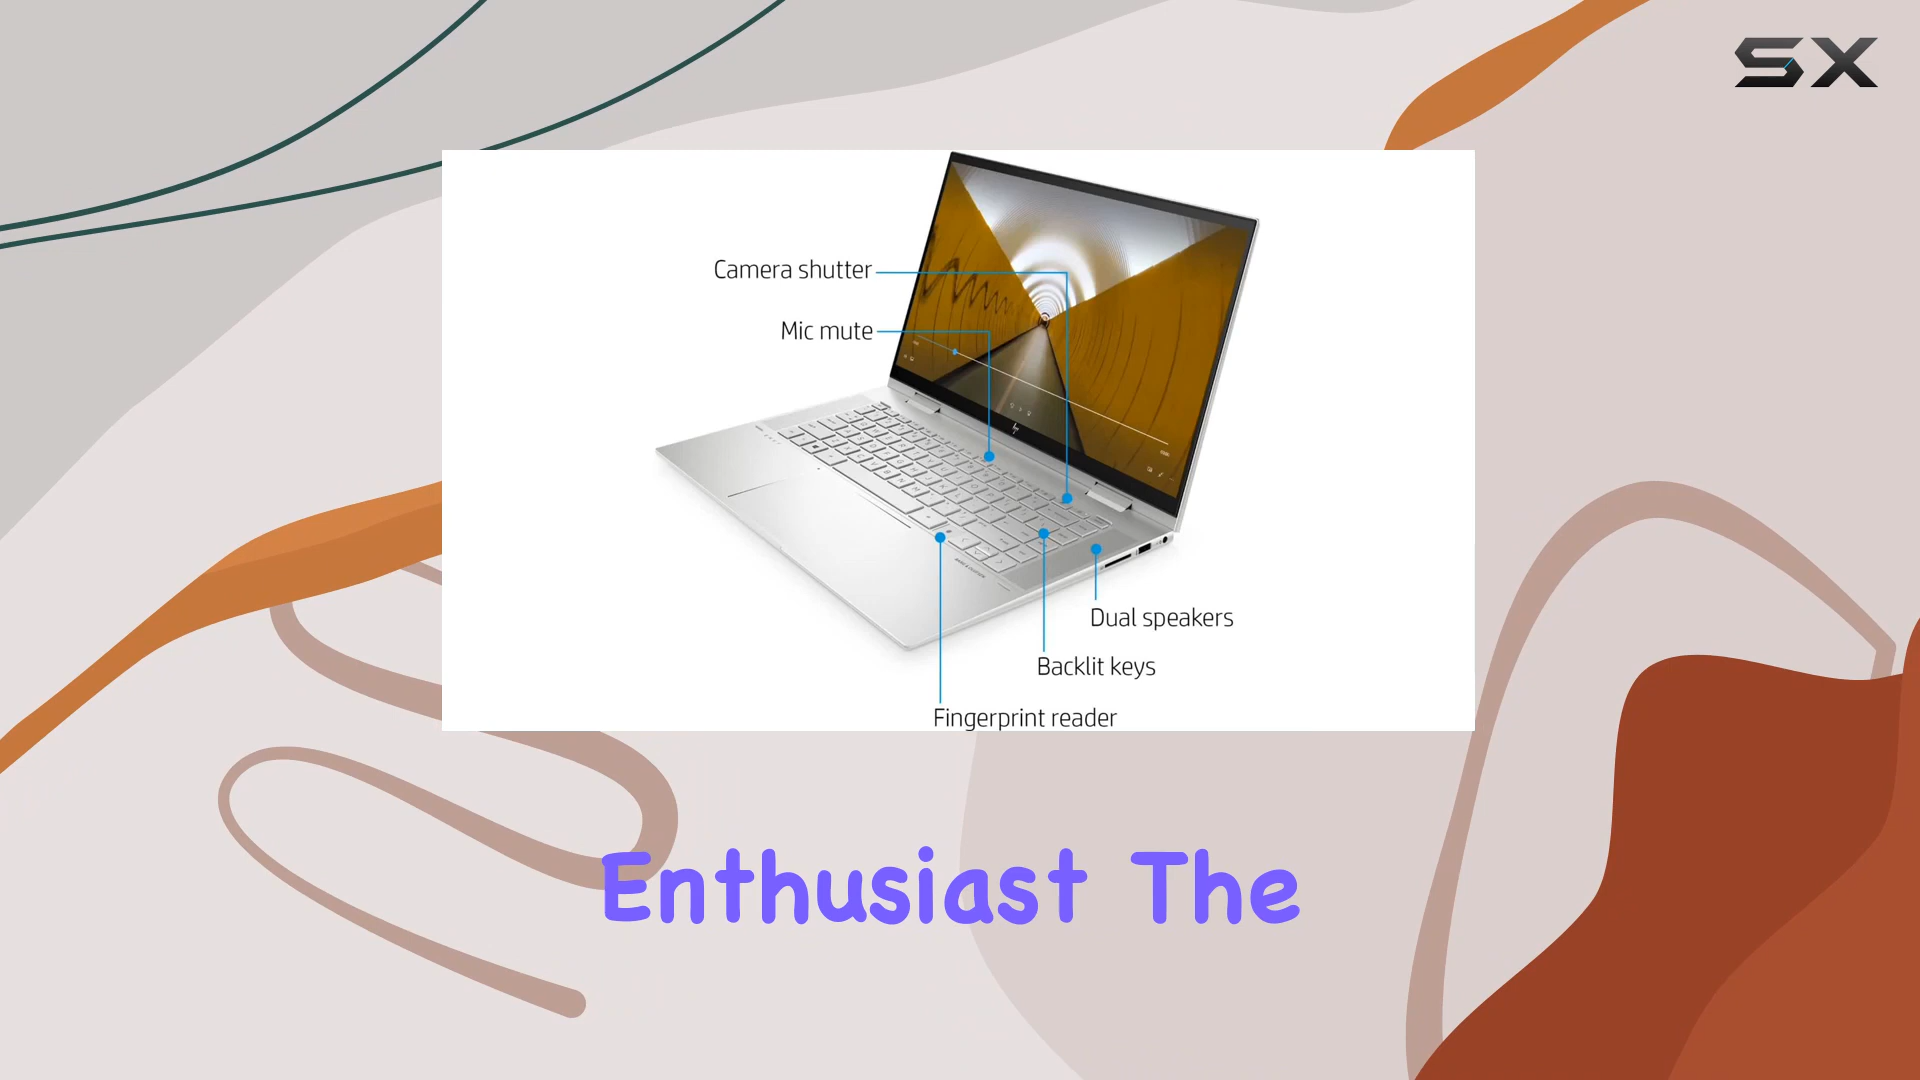 SX
Camera shutter
Mic mute
Dual speakers
Backlit keys
Fingerprint reader
Enthusiast The